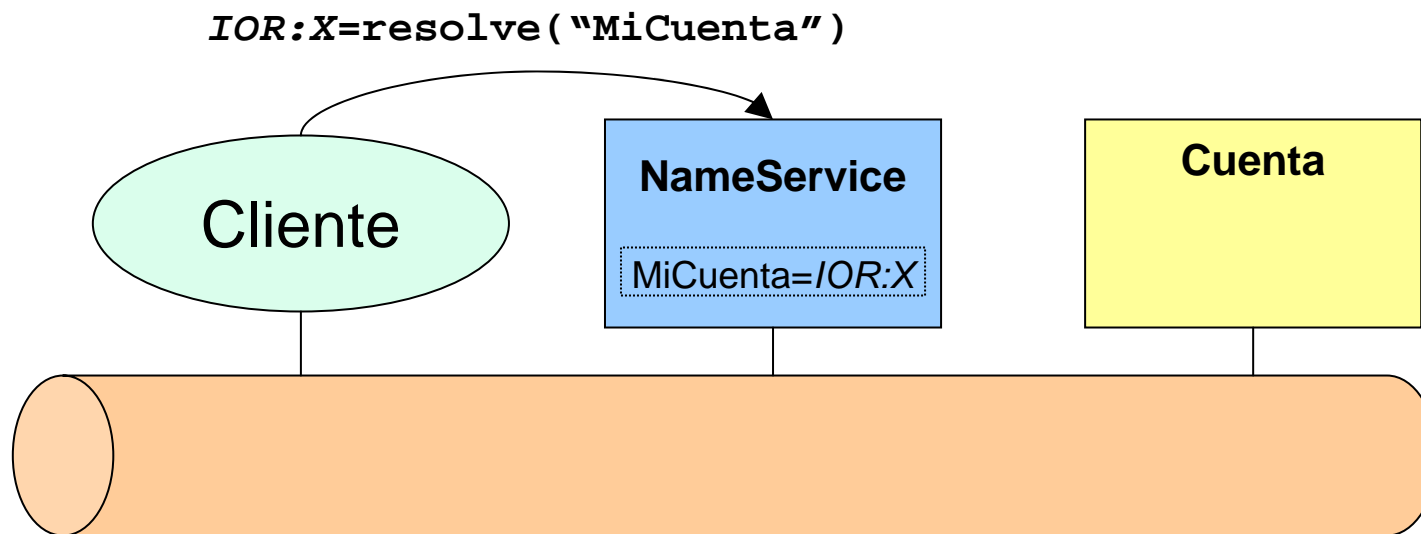 IOR:X=resolve(“MiCuenta”)
Cliente
NameService
MiCuenta=IOR:X
Cuenta